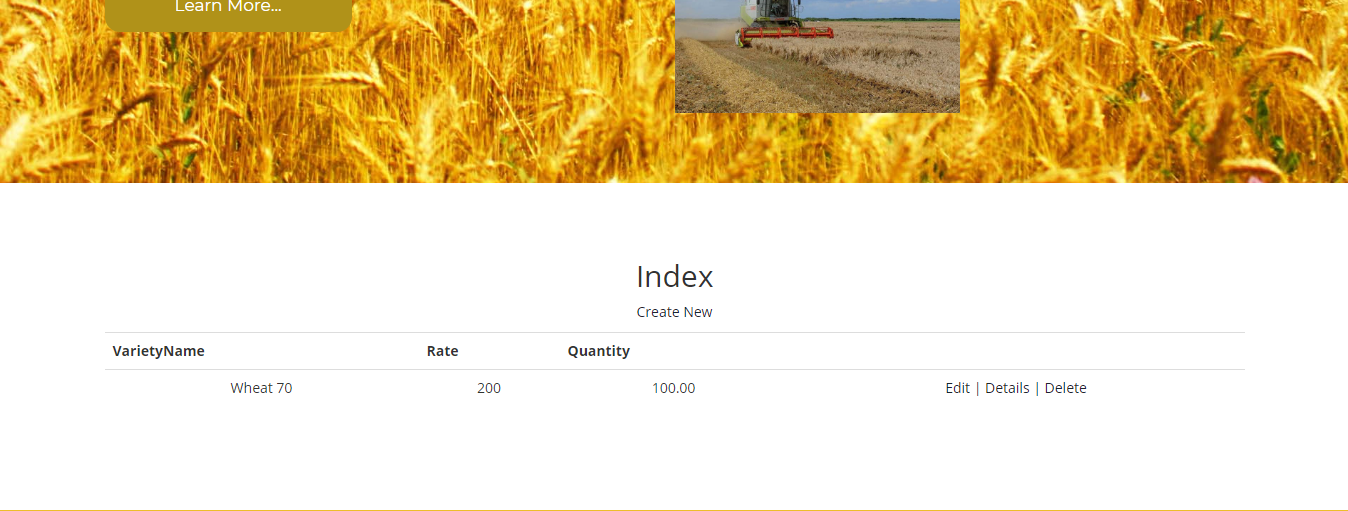 Learn More...
Index
Create New
VarietyName Rate Quantity
Wheat 70 200 100.00 Edit | Details | Delete